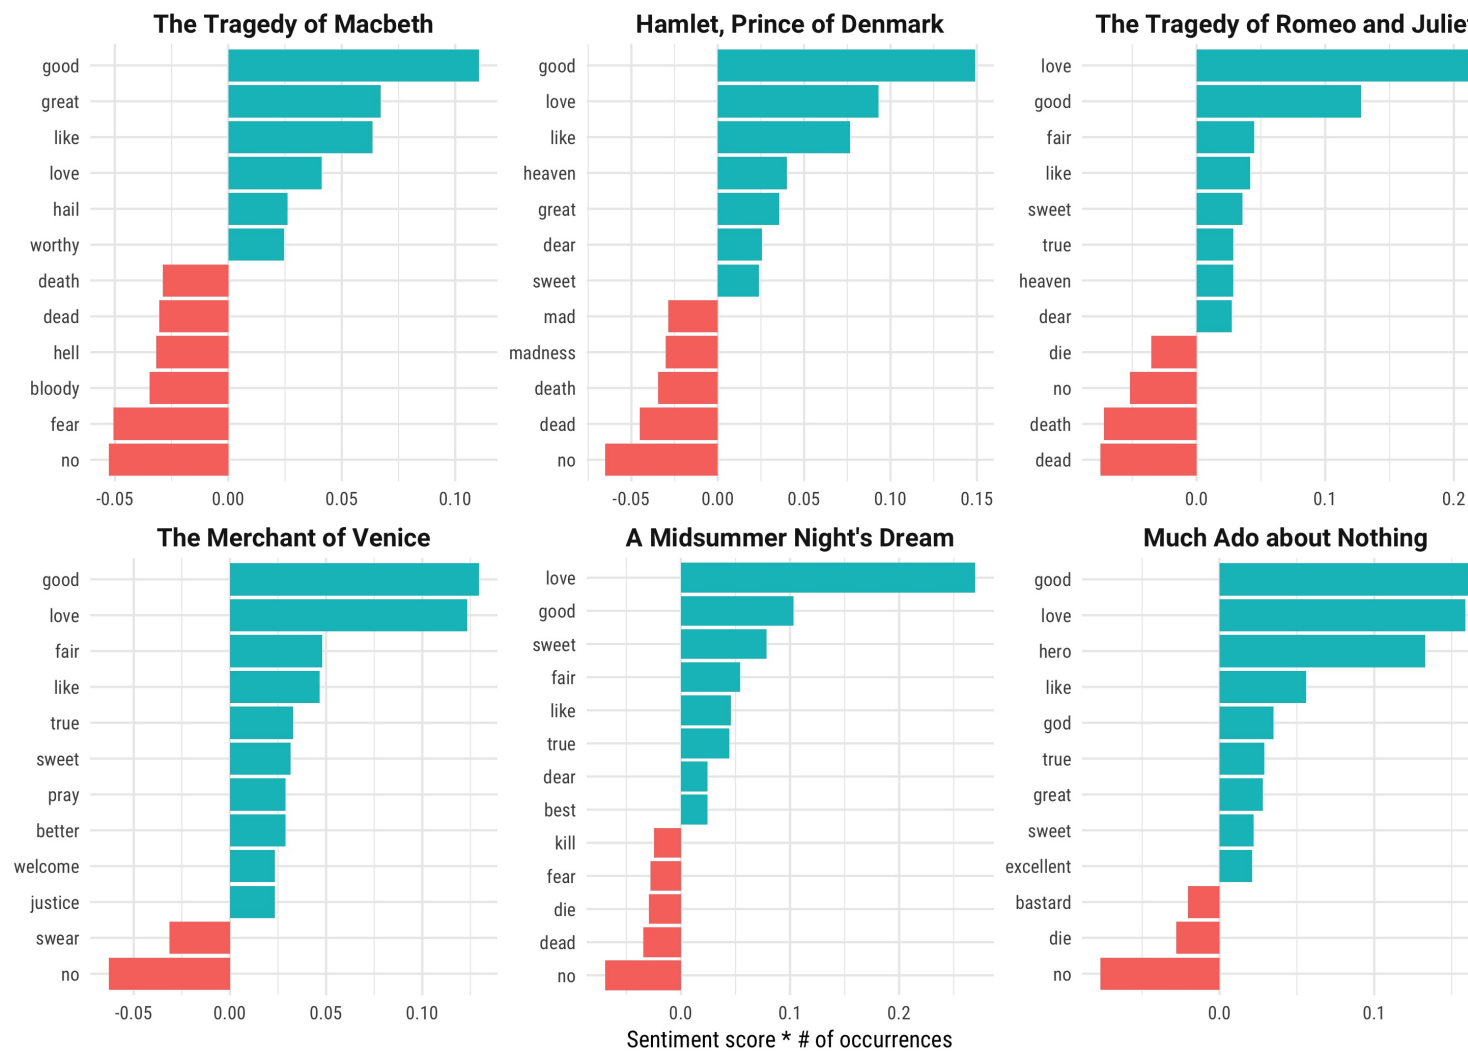 The Tragedy of Macbeth
good
great
like
love
hail
worthy
death
dead
hell
bloody
fear
no
-0.05 0.00 0.05 0.10
Hamlet, Prince of Denmark
good
love
like
heaven
great
dear
sweet
mad
madness
death
dead
no
-0.05 0.00 0.05 0.10 0.15
The Tragedy of Romeo and Julie
love
good
fair
like
sweet
true
heaven
dear
die
no
death
dead
0.0 0.1 0.2
The Merchant of Venice
good
love
fair
like
true
sweet
pray
better
welcome
justice
swear
no
-0.05 0.00 0.05 0.10
A Midsummer Night's Dream
love
good
sweet
fair
like
true
dear
best
kill
fear
die
dead
no
0.0 0.1 0.2
Much Ado about Nothing
good
love
hero
like
god
true
great
sweet
excellent
bastard
die
no
0.0 0.1
Sentiment score * # of occurrences